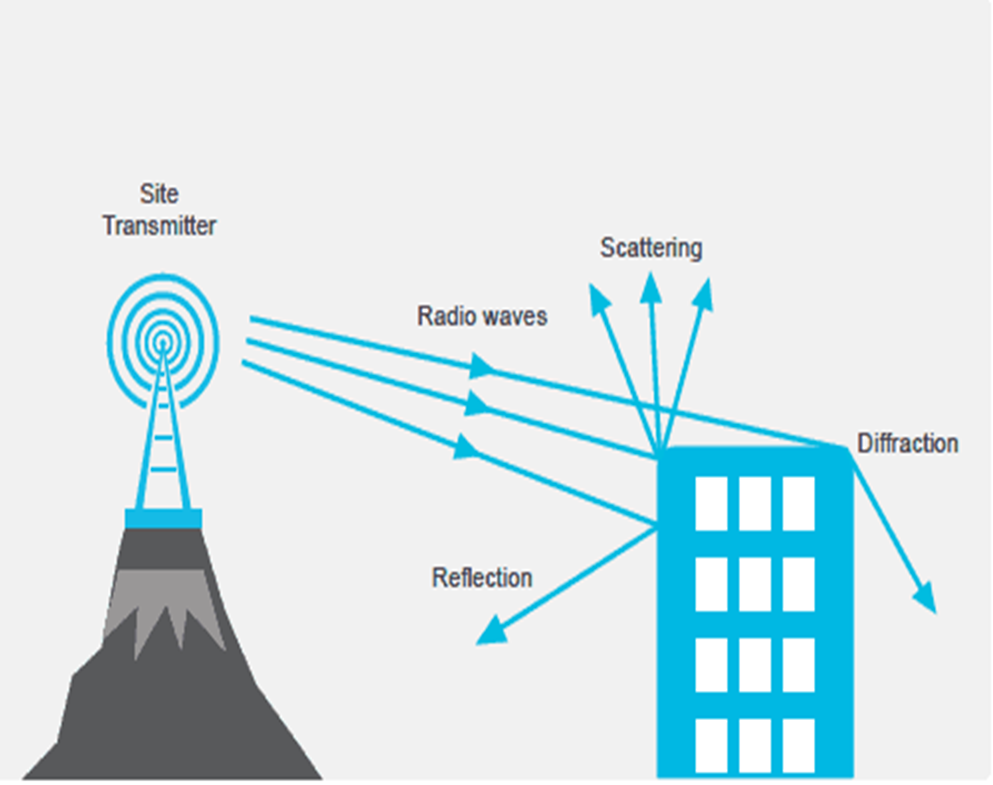 Site
Transmitter
Scattering
Radio waves
Diffraction
Reflection